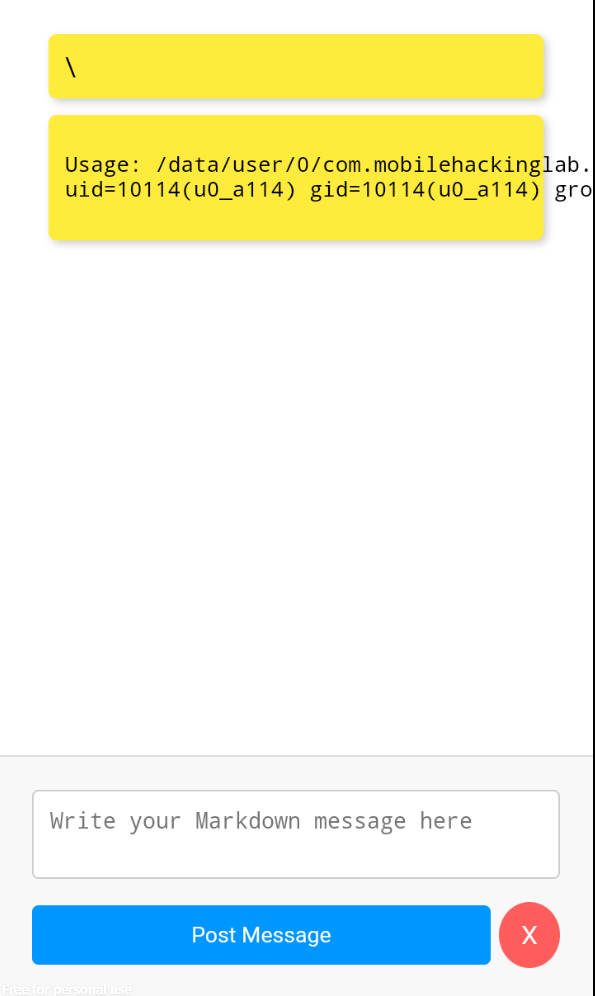 \
Usage: /data/user/0/com.mobilehackinglab.
uid=10114(u0_a114) gid=10114(u0_a114) gro
Write your Markdown message here
Post Message
X
Free for personal use